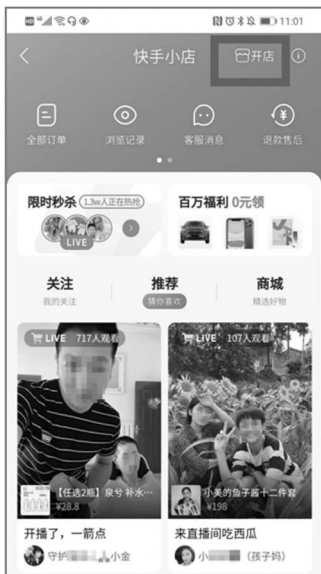 11:01
快手小店
开店
全部订单 浏览记录 客服消息 退款售后
限时秒杀 1.3w人正在热抢
LIVE
百万福利 0元领
关注 推荐 商城
我的关注 猜你喜欢 精选好物
LIVE 717人观看
LIVE 107人观看
【任选2瓶】泉兮 补水…
¥28.8
小美的鱼子酱十二件套
¥198
开播了，一箭点
来直播间吃西瓜
守护 小金
小 （孩子妈）